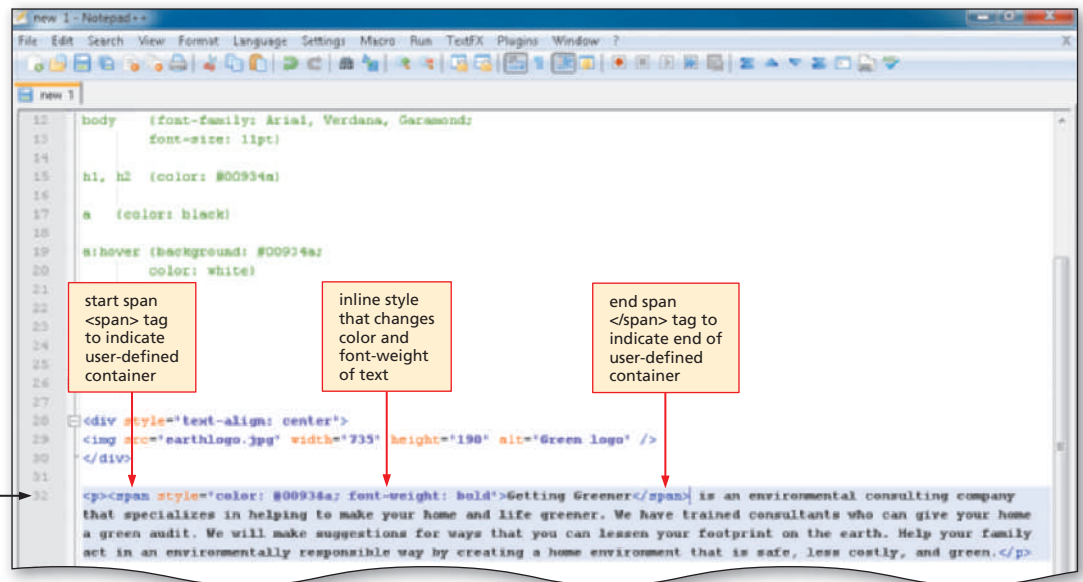 new 1 - Notepad++
File Edit Search View Format Language Settings Macro Run TextFX Plugins Window ? X
new 1
12 body {font-family: Arial, Verdana, Garamond;
13 font-size: 11pt}
14
15 h1, h2 {color: #00934a}
16
17 a {color: black}
18
19 a:hover {background: #00934a;
20 color: white}
21
22
23
24
25
26
27
start span
<span> tag
to indicate
user-defined
container
inline style
that changes
color and
font-weight
of text
end span
</span> tag to
indicate end of
user-defined
container
28 <div style="text-align: center">
29 <img src="earthlogo.jpg" width="735" height="190" alt="Green logo" />
30 </div>
31
32 <p><span style="color: #00934a; font-weight: bold">Getting Greener</span> is an environmental consulting company
that specializes in helping to make your home and life greener. We have trained consultants who can give your home
a green audit. We will make suggestions for ways that you can lessen your footprint on the earth. Help your family
act in an environmentally responsible way by creating a home environment that is safe, less costly, and green.</p>